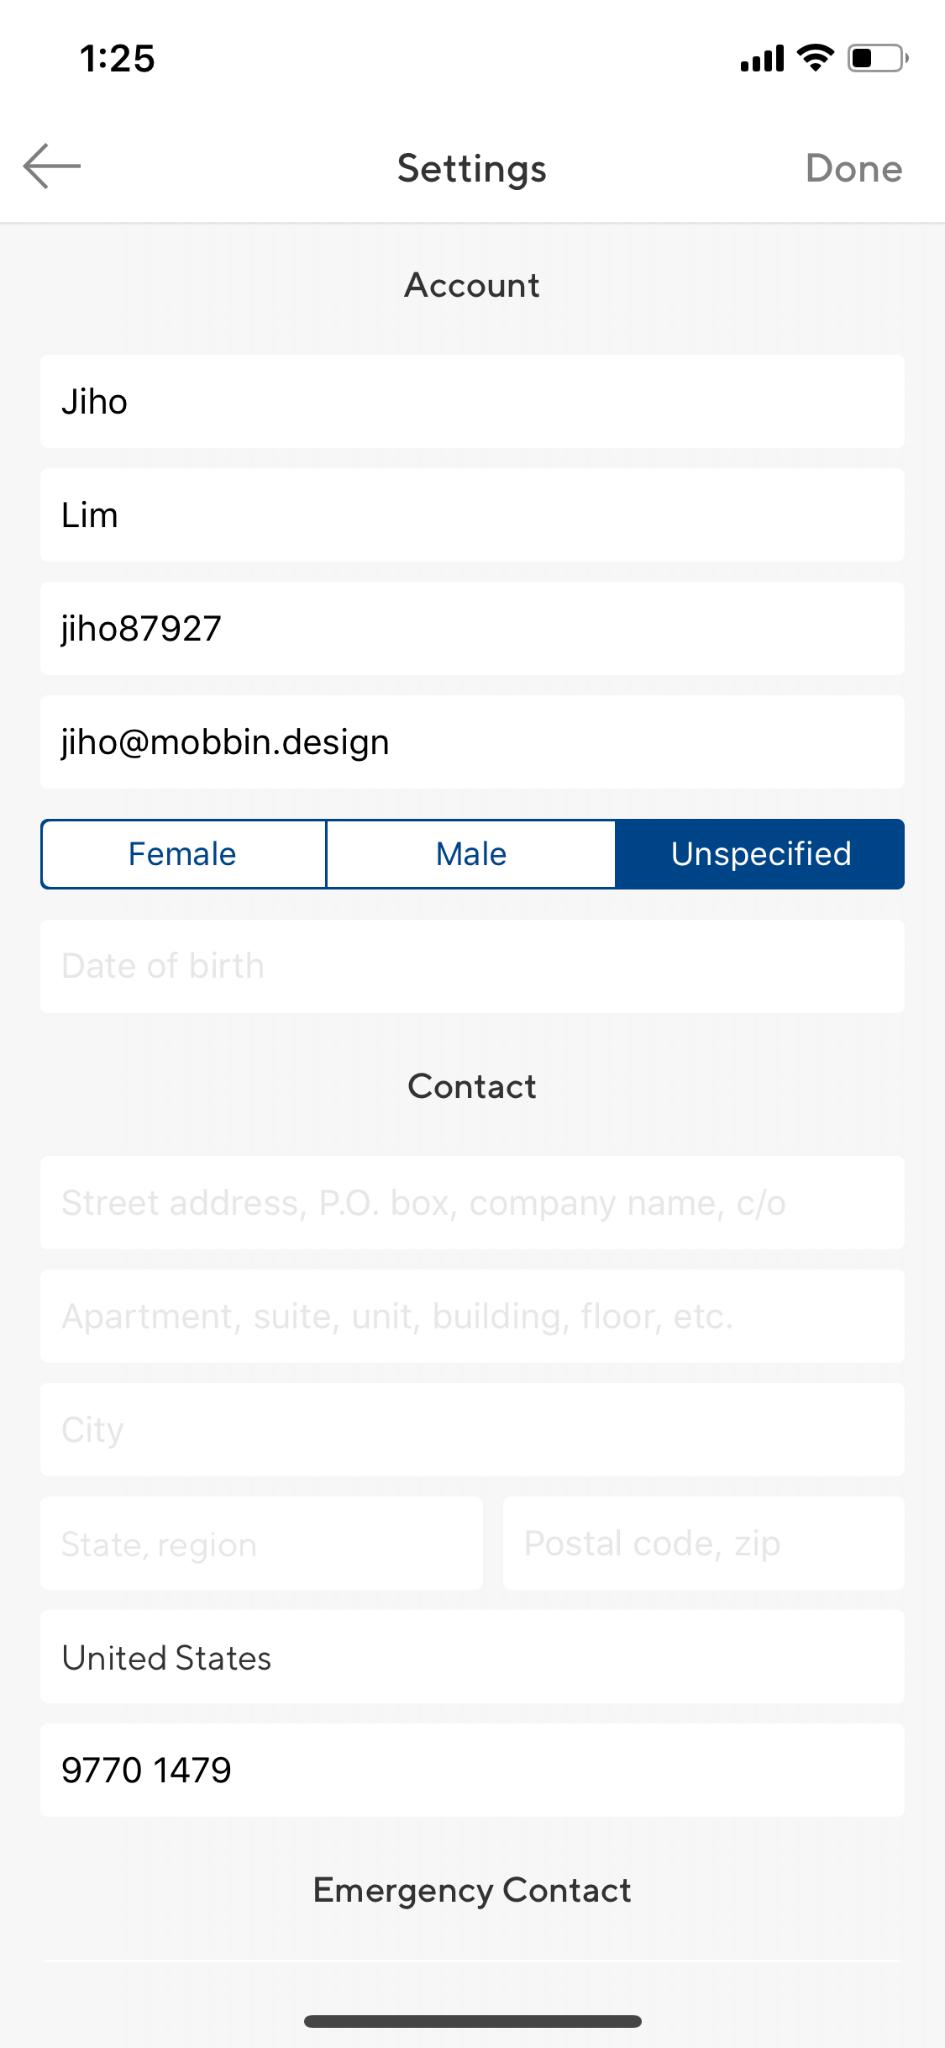 1:25
Settings
Done
Account
Jiho
Lim
jiho87927
jiho@mobbin.design
Female
Male
Unspecified
Date of birth
Contact
Street address, P.O. box, company name, c/o
Apartment, suite, unit, building, floor, etc.
City
State, region
Postal code, zip
United States
9770 1479
Emergency Contact